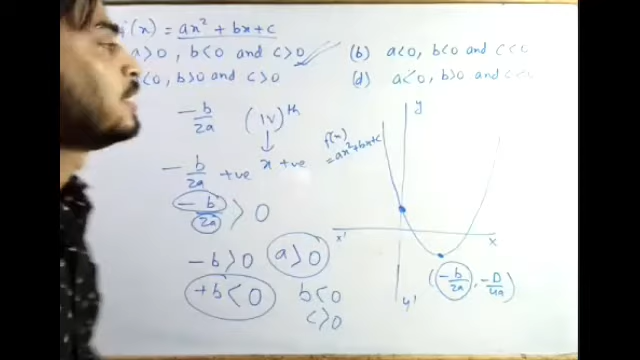 f(x) = ax² + bx + c
a>0, b<0 and c>0
(b) a<0, b<0 and c<0
<0, b>0 and c>0
(d) a<0, b>0 and
-b/2a (iv)th
-b/2a +ve x +ve
-b/2a > 0
-b>0 a>0
+b<0 b<0
c>0
y
f(x)
=ax²+bx+c
x' x
(-b/2a, -D/4a)
y'